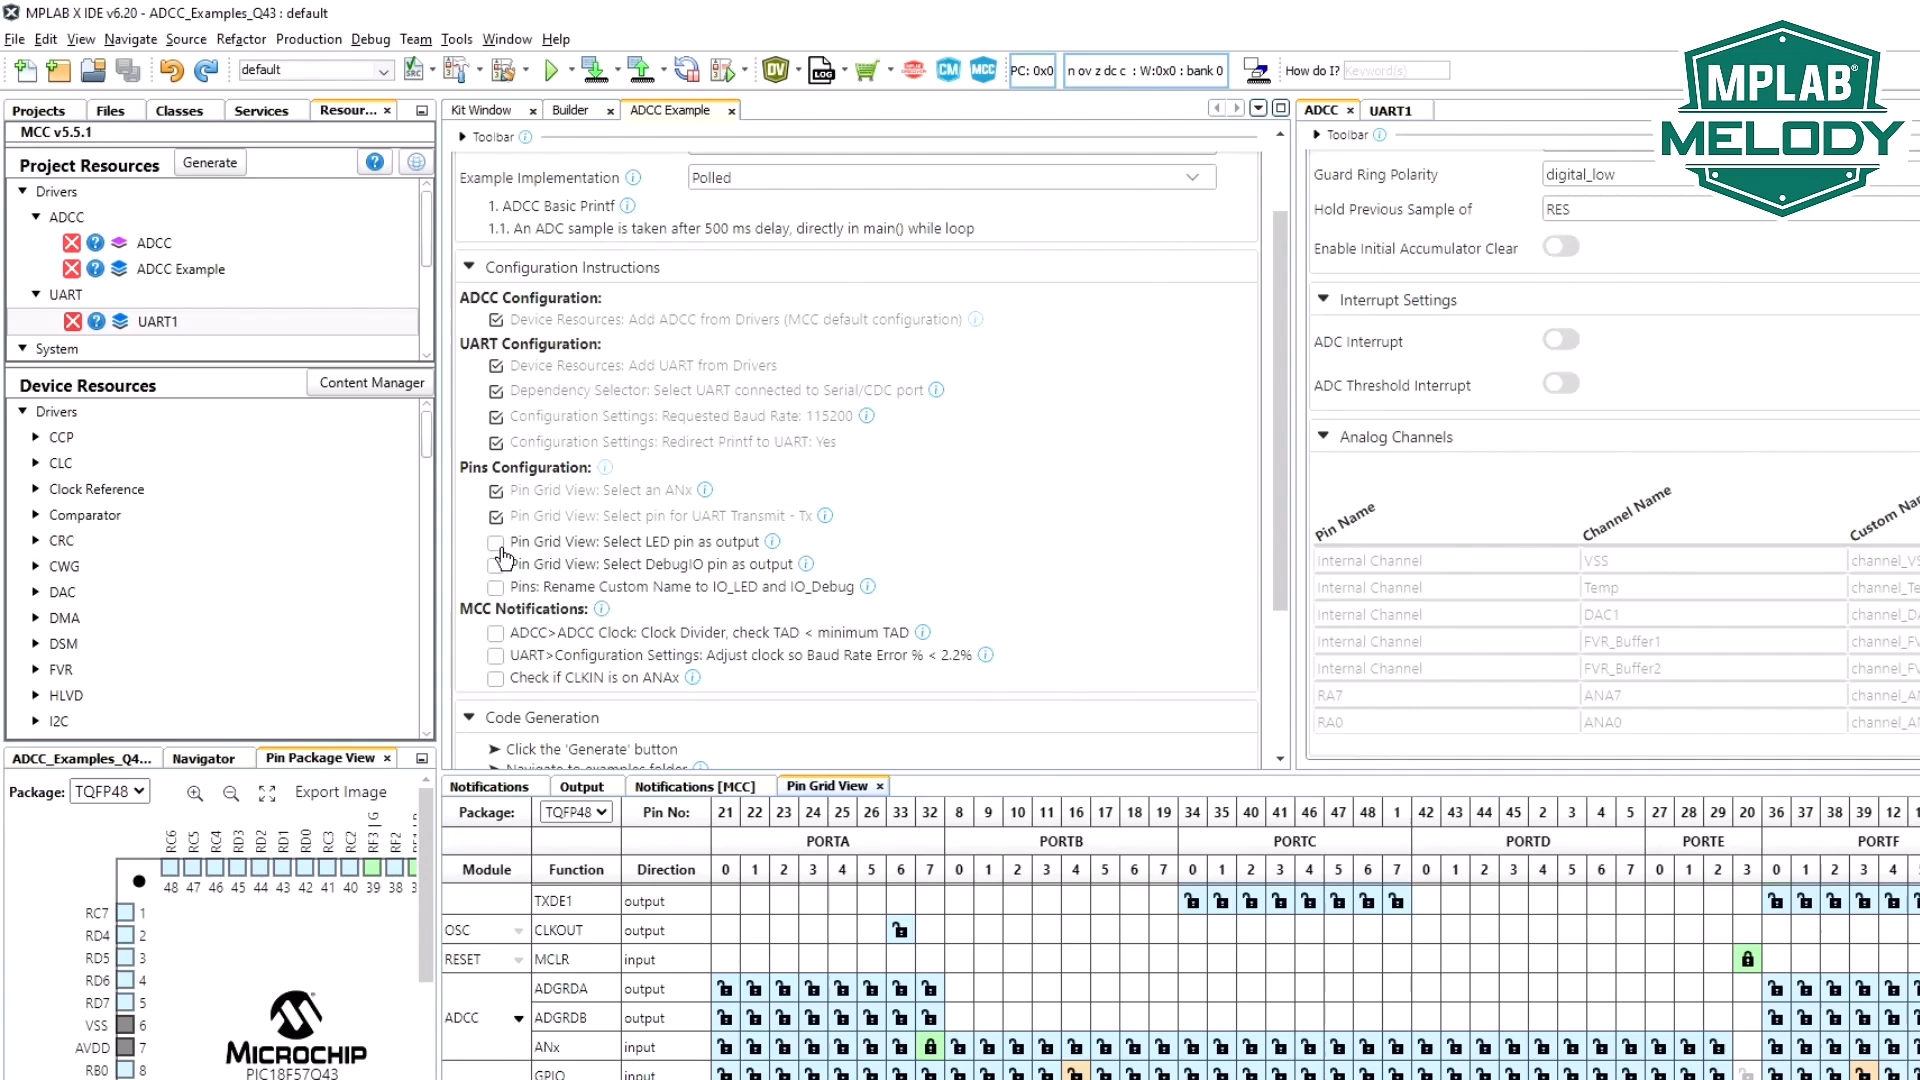 MPLAB X IDE v6.20 - ADCC_Examples_Q43 : default
File Edit View Navigate Source Refactor Production Debug Team Tools Window Help
default
PC: 0x0
n ov z dc c : W:0x0 : bank 0
How do I? Keyword(s)
MPLAB
MELODY
Projects Files Classes Services Resour...
MCC v5.5.1
Project Resources Generate
Drivers
ADCC
ADCC
ADCC Example
UART
UART1
System
Device Resources Content Manager
Drivers
CCP
CLC
Clock Reference
Comparator
CRC
CWG
DAC
DMA
DSM
FVR
HLVD
I2C
Kit Window Builder ADCC Example
Toolbar
Example Implementation Polled
1. ADCC Basic Printf
1.1. An ADC sample is taken after 500 ms delay, directly in main() while loop
Configuration Instructions
ADCC Configuration:
Device Resources: Add ADCC from Drivers (MCC default configuration)
UART Configuration:
Device Resources: Add UART from Drivers
Dependency Selector: Select UART connected to Serial/CDC port
Configuration Settings: Requested Baud Rate: 115200
Configuration Settings: Redirect Printf to UART: Yes
Pins Configuration:
Pin Grid View: Select an ANx
Pin Grid View: Select pin for UART Transmit - Tx
Pin Grid View: Select LED pin as output
Pin Grid View: Select DebugIO pin as output
Pins: Rename Custom Name to IO_LED and IO_Debug
MCC Notifications:
ADCC>ADCC Clock: Clock Divider, check TAD < minimum TAD
UART>Configuration Settings: Adjust clock so Baud Rate Error % < 2.2%
Check if CLKIN is on ANAx
Code Generation
Click the 'Generate' button
Navigate to examples folder
ADCC UART1
Toolbar
Guard Ring Polarity digital_low
Hold Previous Sample of RES
Enable Initial Accumulator Clear
Interrupt Settings
ADC Interrupt
ADC Threshold Interrupt
Analog Channels
Pin Name Channel Name Custom Na
Internal Channel VSS channel_VS
Internal Channel Temp channel_Te
Internal Channel DAC1 channel_DA
Internal Channel FVR_Buffer1 channel_FV
Internal Channel FVR_Buffer2 channel_FV
RA7 ANA7 channel_AN
RA0 ANA0 channel_AN
ADCC_Examples_Q4... Navigator Pin Package View
Package: TQFP48 Export Image
RC6 RC5 RC4 RD3 RD2 RD1 RD0 RC3 RC2 RF3 | G RF2
48 47 46 45 44 43 42 41 40 39 38 3
RC7 1
RD4 2
RD5 3
RD6 4
RD7 5
VSS 6
AVDD 7
RB0 8
MICROCHIP
PIC18F57Q43
Notifications Output Notifications [MCC] Pin Grid View
Package: TQFP48 Pin No: 21 22 23 24 25 26 33 32 8 9 10 11 16 17 18 19 34 35 40 41 46 47 48 1 42 43 44 45 2 3 4 5 27 28 29 20 36 37 38 39 12
PORTA PORTB PORTC PORTD PORTE PORTF
Module Function Direction 0 1 2 3 4 5 6 7 0 1 2 3 4 5 6 7 0 1 2 3 4 5 6 7 0 1 2 3 4 5 6 7 0 1 2 3 0 1 2 3 4
TXDE1 output
OSC CLKOUT output
RESET MCLR input
ADGRDA output
ADCC ADGRDB output
ANx input
GPIO input